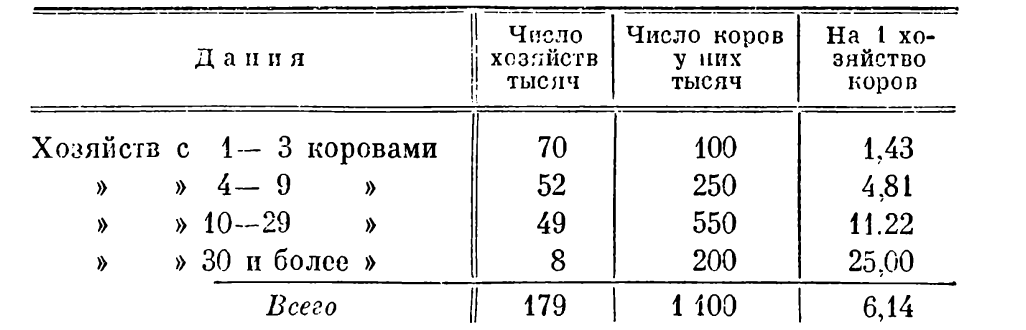 Дания
Число хозяйств тысяч
Число коров у них тысяч
На 1 хозяйство коров
Хозяйств с 1— 3 коровами 70 100 1,43
» » 4— 9 » 52 250 4,81
» » 10—29 » 49 550 11.22
» » 30 и более » 8 200 25,00
Всего 179 1 100 6,14